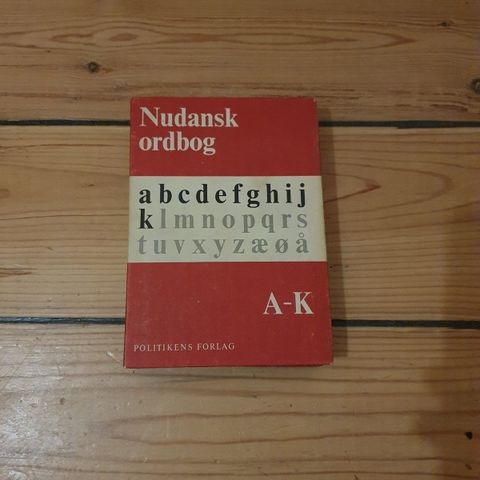 Nudansk
ordbog
abcdefghij
klmnopqrs
tuvxyzæøå
A-K
POLITIKENS FORLAG